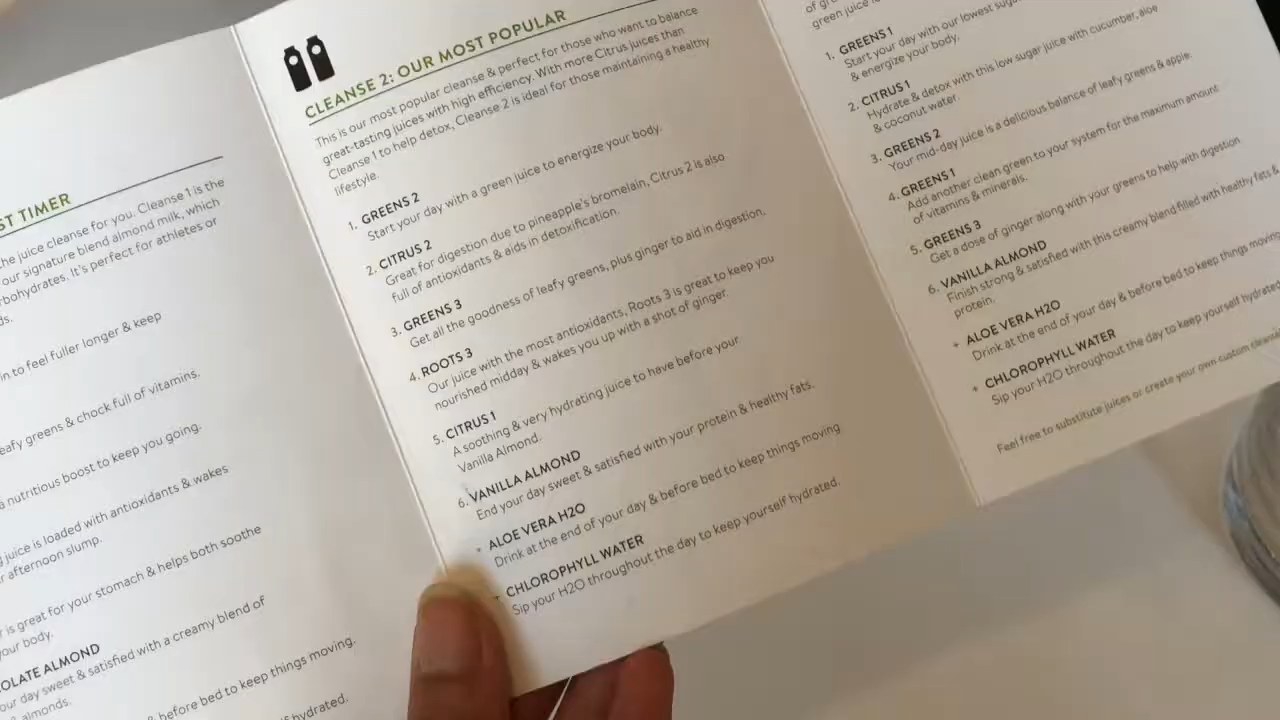 ST TIMER
the juice cleanse for you. Cleanse 1 is the
our signature blend almond milk, which
rbohydrates. It's perfect for athletes or
ds.
in to feel fuller longer & keep
eafy greens & chock full of vitamins.
a nutritious boost to keep you going.
juice is loaded with antioxidants & wakes
r afternoon slump.
r is great for your stomach & helps both soothe
your body.
OLATE ALMOND
our day sweet & satisfied with a creamy blend of
& almonds.
& before bed to keep things moving.
lf hydrated.
CLEANSE 2: OUR MOST POPULAR
This is our most popular cleanse & perfect for those who want to balance
great-tasting juices with high efficiency. With more Citrus juices than
Cleanse 1 to help detox, Cleanse 2 is ideal for those maintaining a healthy
lifestyle.
1. GREENS 2
Start your day with a green juice to energize your body.
2. CITRUS 2
Great for digestion due to pineapple's bromelain, Citrus 2 is also
full of antioxidants & aids in detoxification.
3. GREENS 3
Get all the goodness of leafy greens, plus ginger to aid in digestion.
4. ROOTS 3
Our juice with the most antioxidants, Roots 3 is great to keep you
nourished midday & wakes you up with a shot of ginger.
5. CITRUS 1
A soothing & very hydrating juice to have before your
Vanilla Almond.
6. VANILLA ALMOND
End your day sweet & satisfied with your protein & healthy fats.
+ ALOE VERA H2O
Drink at the end of your day & before bed to keep things moving
+ CHLOROPHYLL WATER
Sip your H2O throughout the day to keep yourself hydrated.
green juice
1. GREENS 1
Start your day with our lowest sugar
& energize your body.
2. CITRUS 1
Hydrate & detox with this low sugar juice with cucumber, aloe
& coconut water.
3. GREENS 2
Your mid-day juice is a delicious balance of leafy greens & apple.
4. GREENS 1
Add another clean green to your system for the maximum amount
of vitamins & minerals.
5. GREENS 3
Get a dose of ginger along with your greens to help with digestion
6. VANILLA ALMOND
Finish strong & satisfied with this creamy blend filled with healthy fats &
protein.
+ ALOE VERA H2O
Drink at the end of your day & before bed to keep things moving
+ CHLOROPHYLL WATER
Sip your H2O throughout the day to keep yourself hydrated
Feel free to substitute juices or create your own custom cleanse